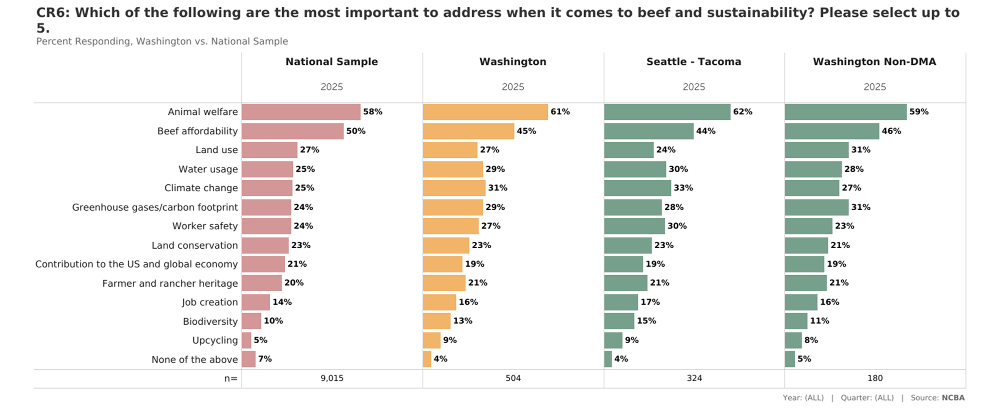 CR6: Which of the following are the most important to address when it comes to beef and sustainability? Please select up to
5.
Percent Responding, Washington vs. National Sample
National Sample Washington Seattle - Tacoma Washington Non-DMA
2025 2025 2025 2025
Animal welfare 58% 61% 62% 59%
Beef affordability 50% 45% 44% 46%
Land use 27% 27% 24% 31%
Water usage 25% 29% 30% 28%
Climate change 25% 31% 33% 27%
Greenhouse gases/carbon footprint 24% 29% 28% 31%
Worker safety 24% 27% 30% 23%
Land conservation 23% 23% 23% 21%
Contribution to the US and global economy 21% 19% 19% 19%
Farmer and rancher heritage 20% 21% 21% 21%
Job creation 14% 16% 17% 16%
Biodiversity 10% 13% 15% 11%
Upcycling 5% 9% 9% 8%
None of the above 7% 4% 4% 5%
n= 9,015 504 324 180
Year: (ALL) | Quarter: (ALL) | Source: NCBA